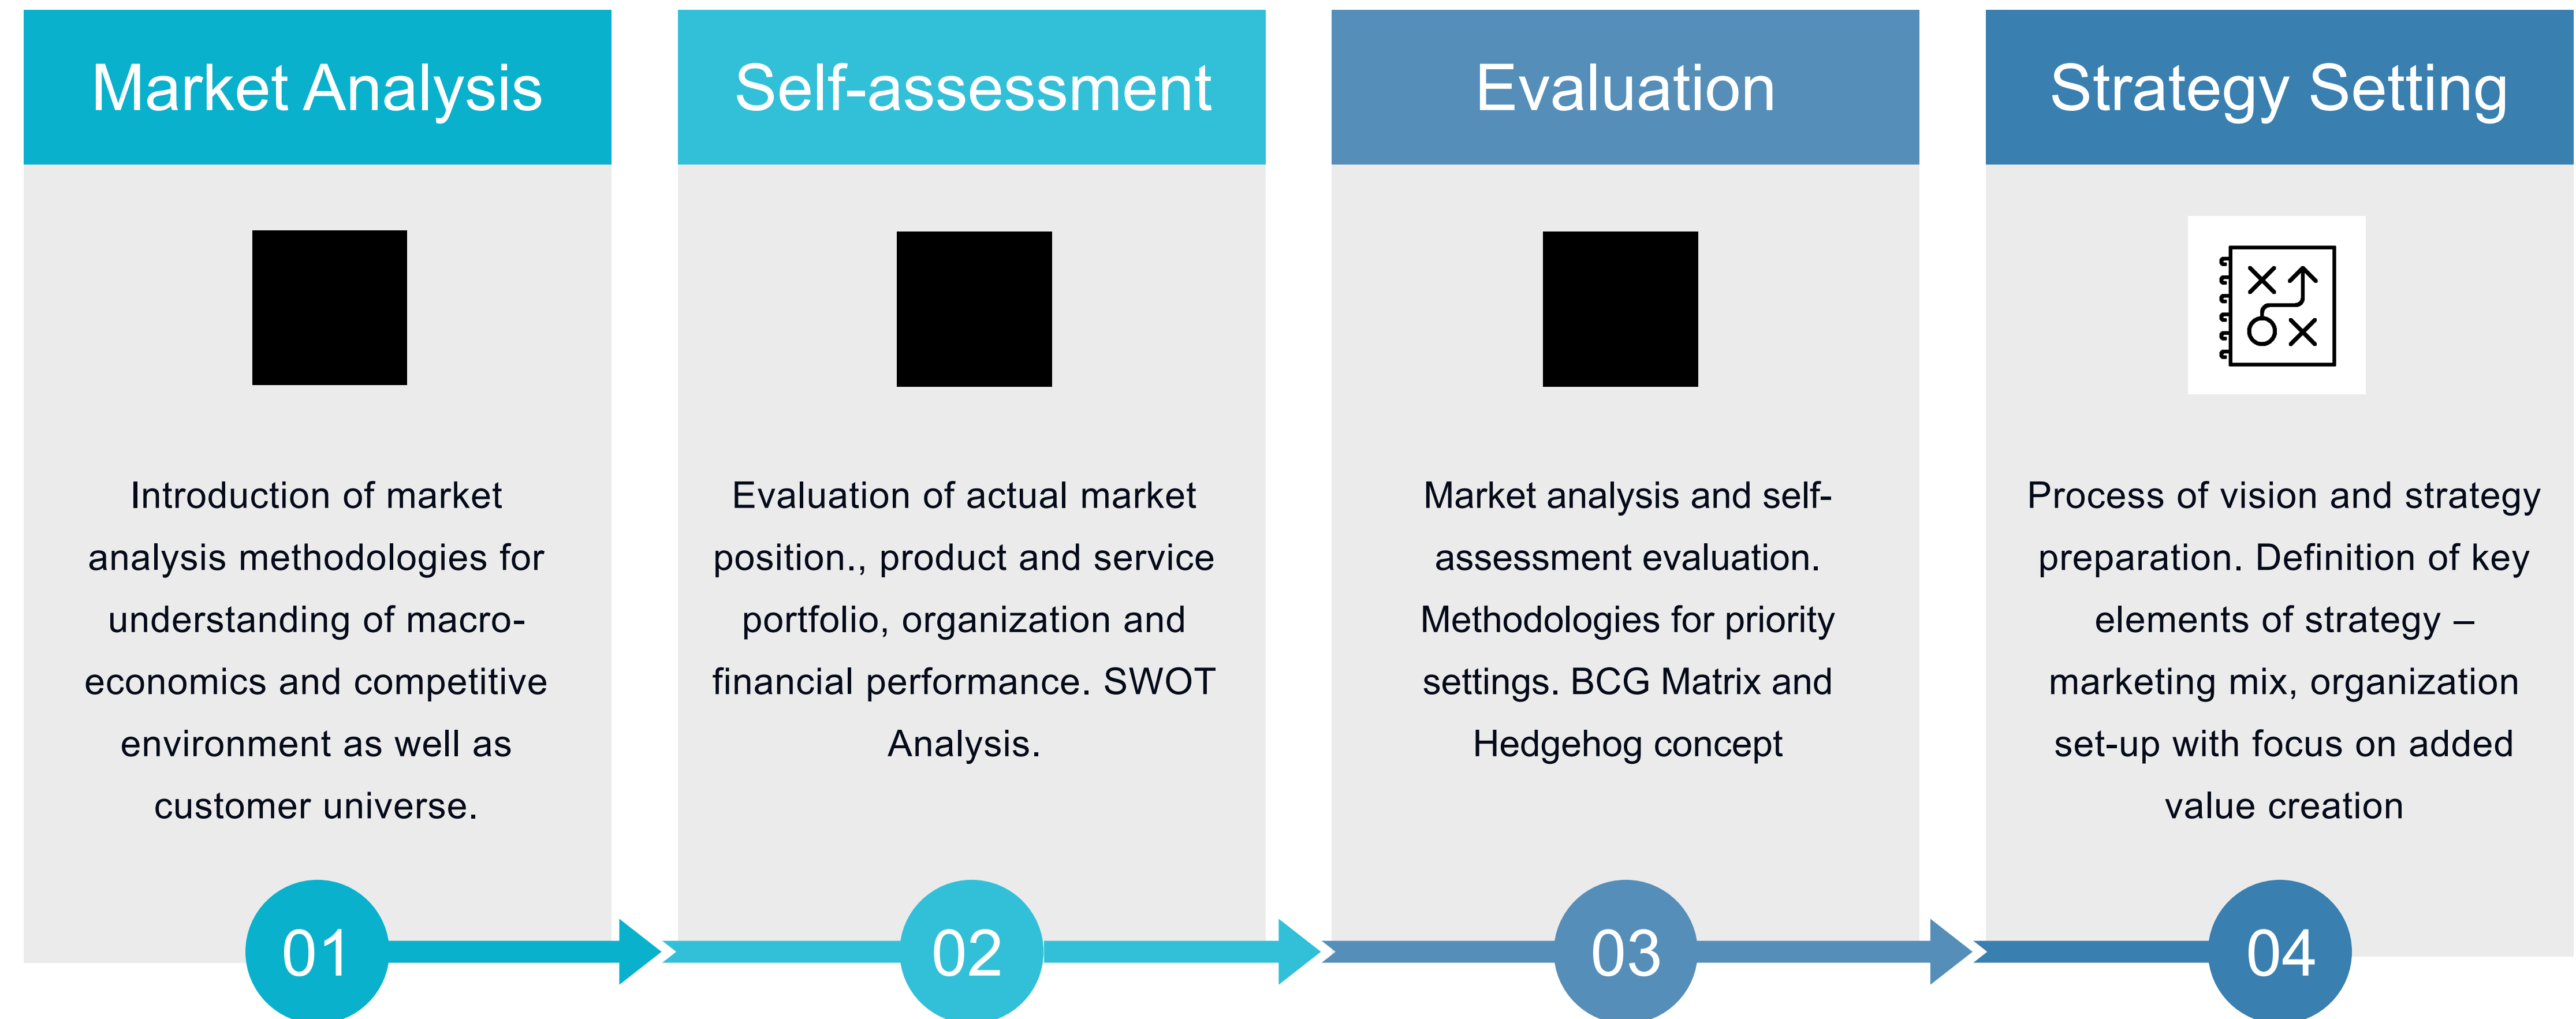 Market Analysis
Introduction of market
analysis methodologies for
understanding of macro-
economics and competitive
environment as well as
customer universe.
01
Self-assessment
Evaluation of actual market
position., product and service
portfolio, organization and
financial performance. SWOT
Analysis.
02
Evaluation
Market analysis and self-
assessment evaluation.
Methodologies for priority
settings. BCG Matrix and
Hedgehog concept
03
Strategy Setting
Process of vision and strategy
preparation. Definition of key
elements of strategy –
marketing mix, organization
set-up with focus on added
value creation
04